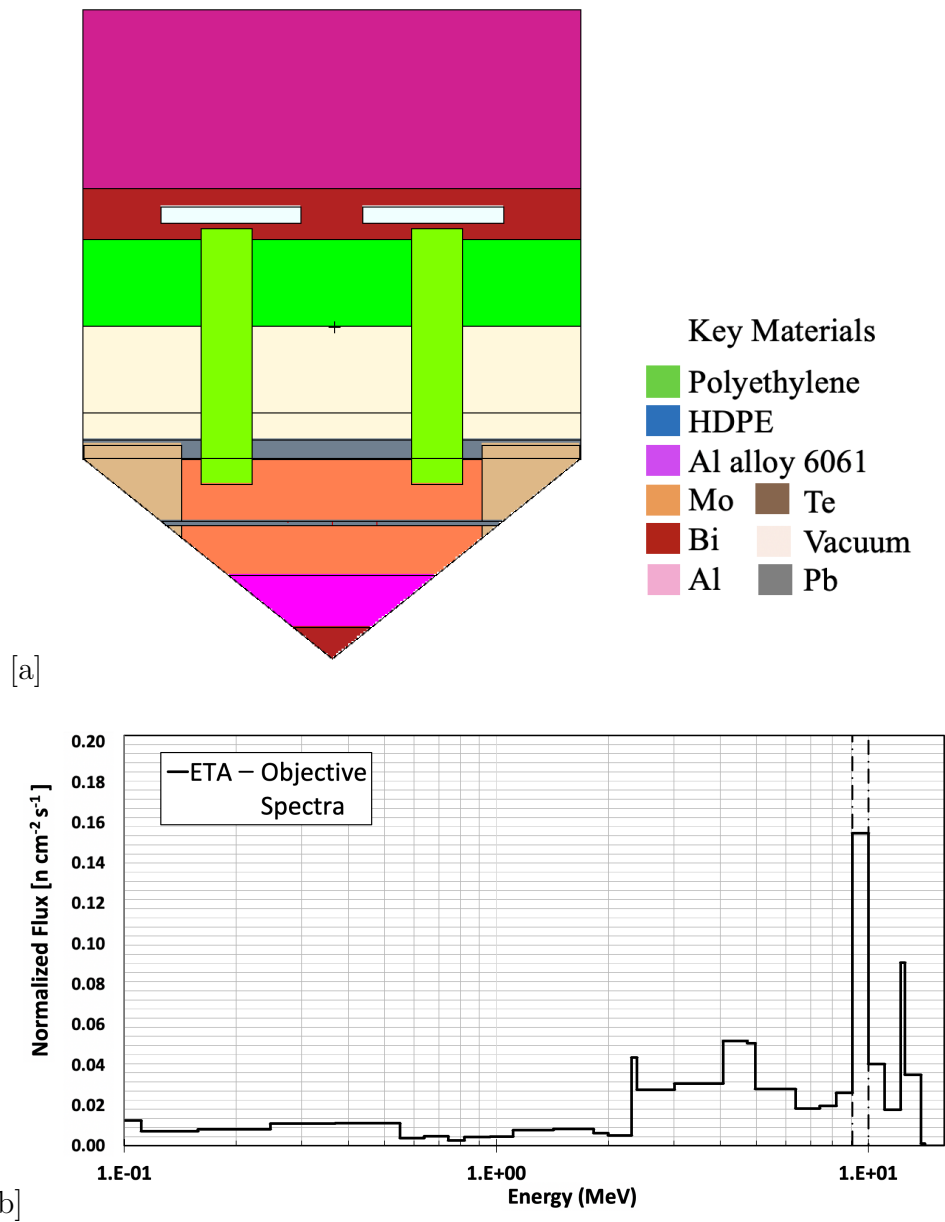 Key Materials
Polyethylene
HDPE
Al alloy 6061
Mo Te
Bi Vacuum
Al Pb
[a]
0.20
0.18
0.16
0.14
0.12
0.10
0.08
0.06
0.04
0.02
0.00
Normalized Flux [n cm⁻² s⁻¹]
ETA – Objective
Spectra
1.E-01 1.E+00 1.E+01
Energy (MeV)
b]